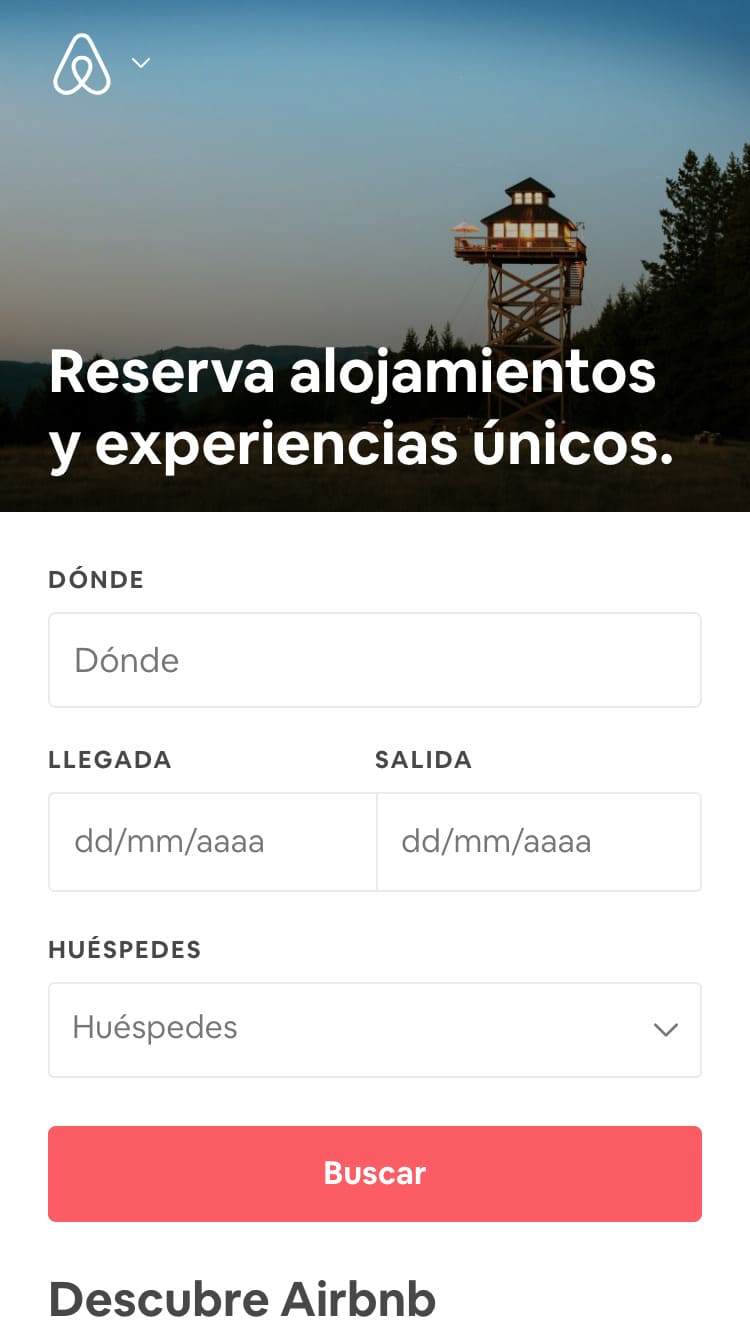 Reserva alojamientos
y experiencias únicos.
DÓNDE
Dónde
LLEGADA SALIDA
dd/mm/aaaa dd/mm/aaaa
HUÉSPEDES
Huéspedes
Buscar
Descubre Airbnb